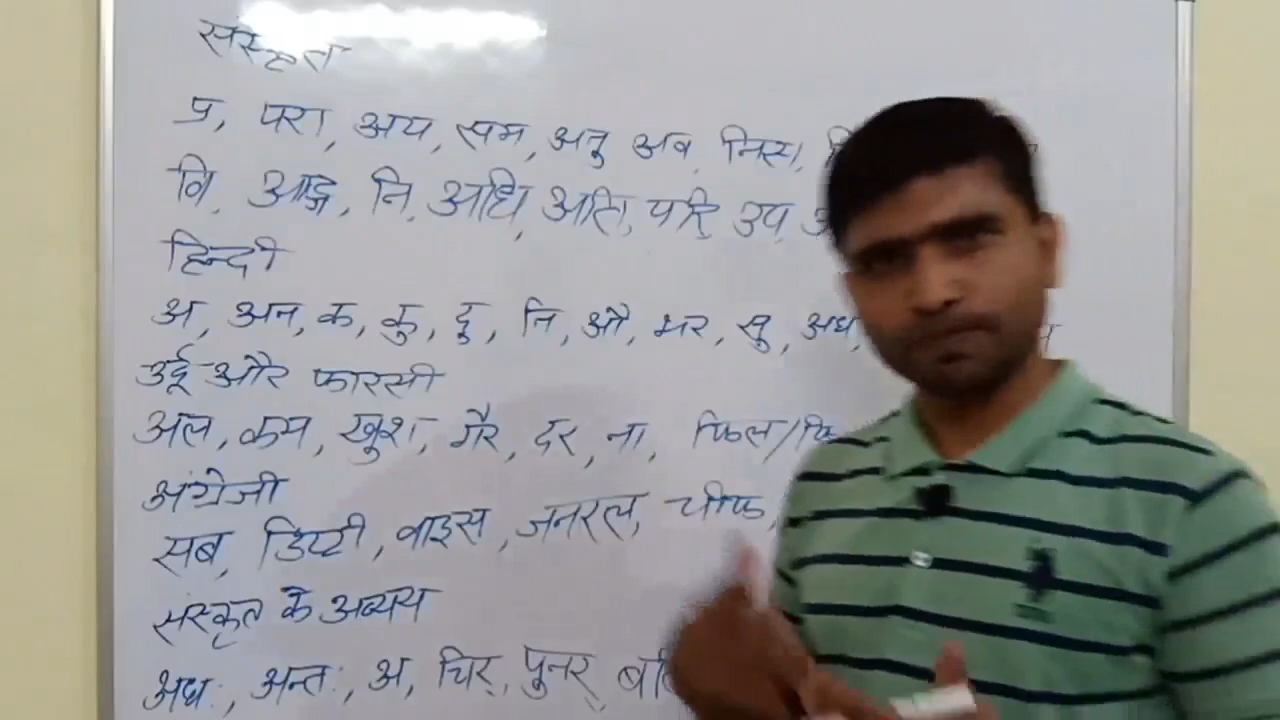 संस्कृत
प्र, परा, अय, सम, अनु अव, निस,
वि, आङ्ग, नि, अधि, अति, परि, उप,
हिन्दी
अ, अन, क, कु, दु, नि, औ, भर, सु, अध,
उर्दू और फारसी
अल, कम, खुश, गैर, दर, ना, फिल/फि
अंग्रेजी
सब, डिप्टी, वाइस, जनरल, चीफ,
संस्कृत के अव्यय
अधः, अन्तः, अ, चिर्, पुनर्